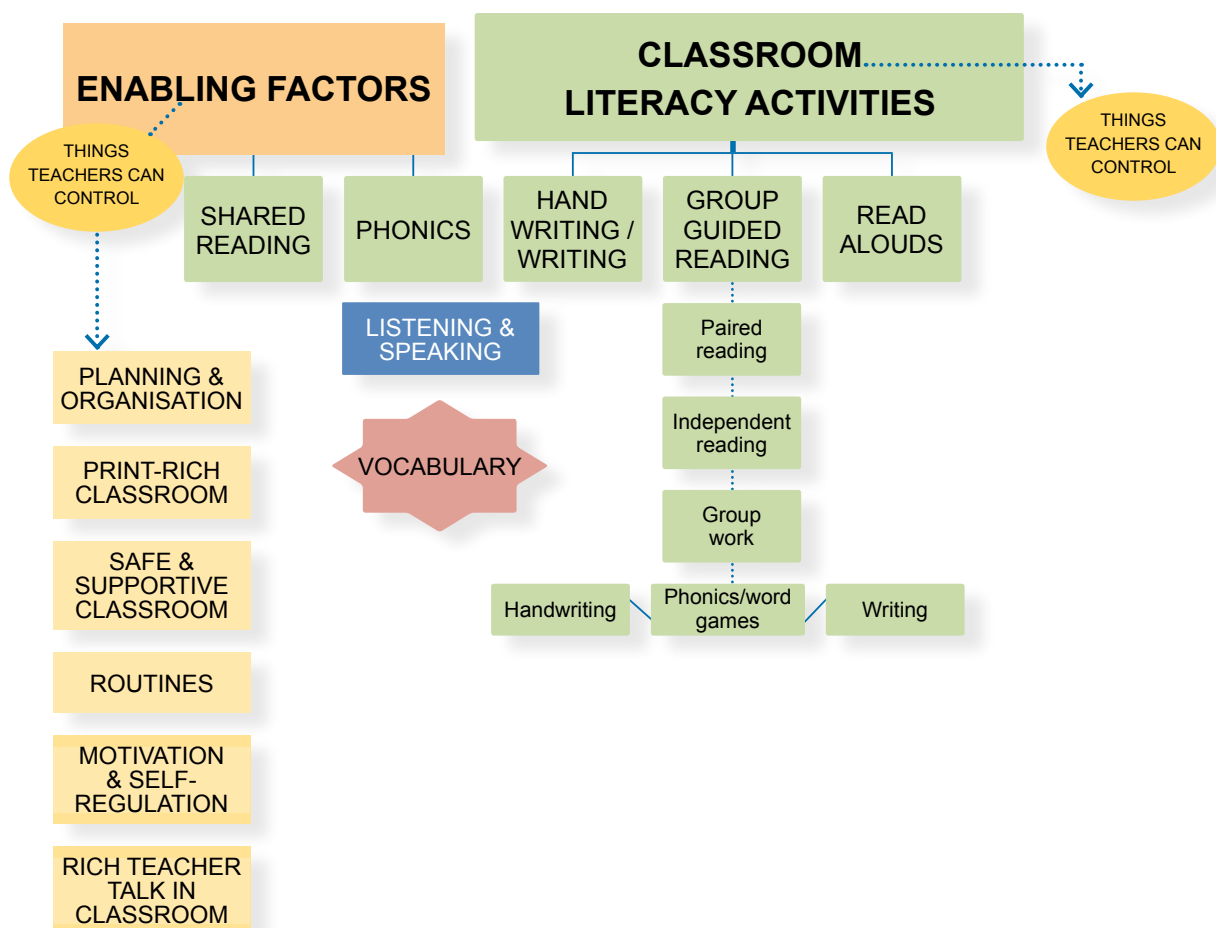 ENABLING FACTORS
CLASSROOM
LITERACY ACTIVITIES
THINGS
TEACHERS CAN
CONTROL
THINGS
TEACHERS CAN
CONTROL
SHARED
READING
PHONICS
HAND
WRITING /
WRITING
GROUP
GUIDED
READING
READ
ALOUDS
LISTENING &
SPEAKING
VOCABULARY
Paired
reading
Independent
reading
Group
work
Handwriting
Phonics/word
games
Writing
PLANNING &
ORGANISATION
PRINT-RICH
CLASSROOM
SAFE &
SUPPORTIVE
CLASSROOM
ROUTINES
MOTIVATION
& SELF-
REGULATION
RICH TEACHER
TALK IN
CLASSROOM